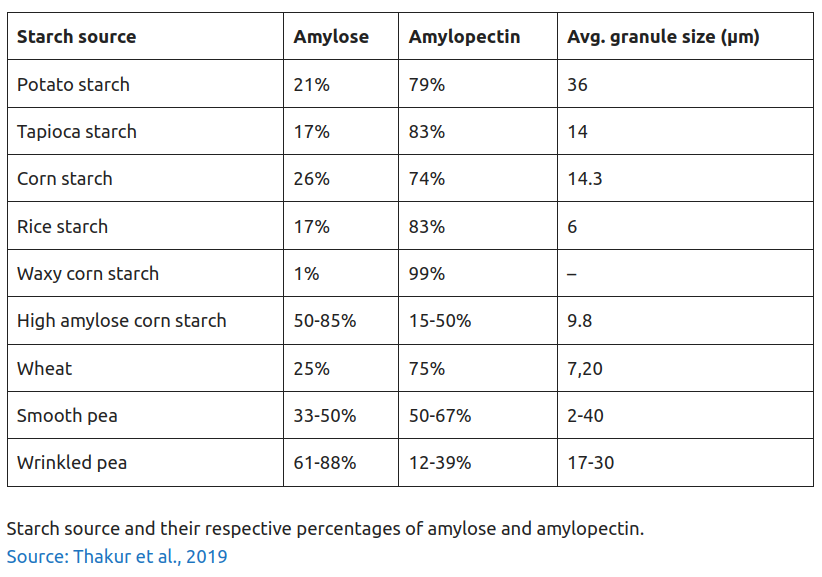 Starch source Amylose Amylopectin Avg. granule size (μm)
Potato starch 21% 79% 36
Tapioca starch 17% 83% 14
Corn starch 26% 74% 14.3
Rice starch 17% 83% 6
Waxy corn starch 1% 99% –
High amylose corn starch 50-85% 15-50% 9.8
Wheat 25% 75% 7,20
Smooth pea 33-50% 50-67% 2-40
Wrinkled pea 61-88% 12-39% 17-30
Starch source and their respective percentages of amylose and amylopectin.
Source: Thakur et al., 2019